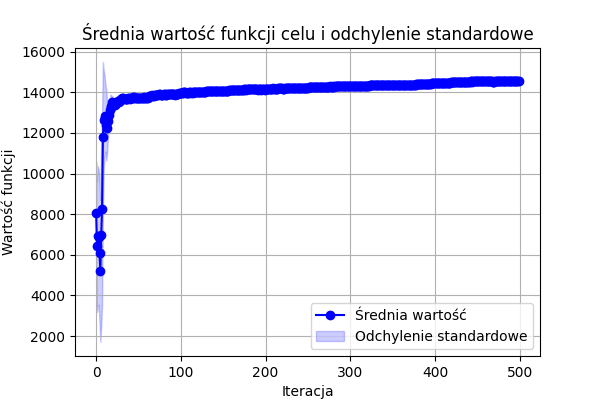 Średnia wartość funkcji celu i odchylenie standardowe
16000
14000
12000
10000
8000
6000
4000
2000
Wartość funkcji
Średnia wartość
Odchylenie standardowe
0 100 200 300 400 500
Iteracja